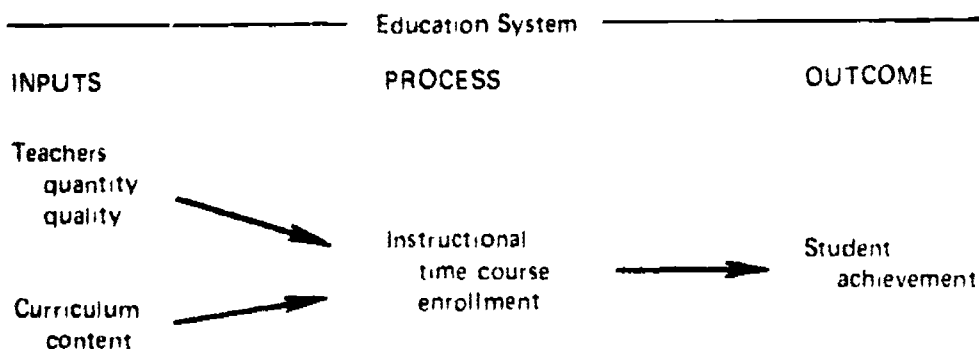 Education System
INPUTS PROCESS OUTCOME
Teachers
quantity
quality
Instructional
time course
enrollment
Student
achievement
Curriculum
content